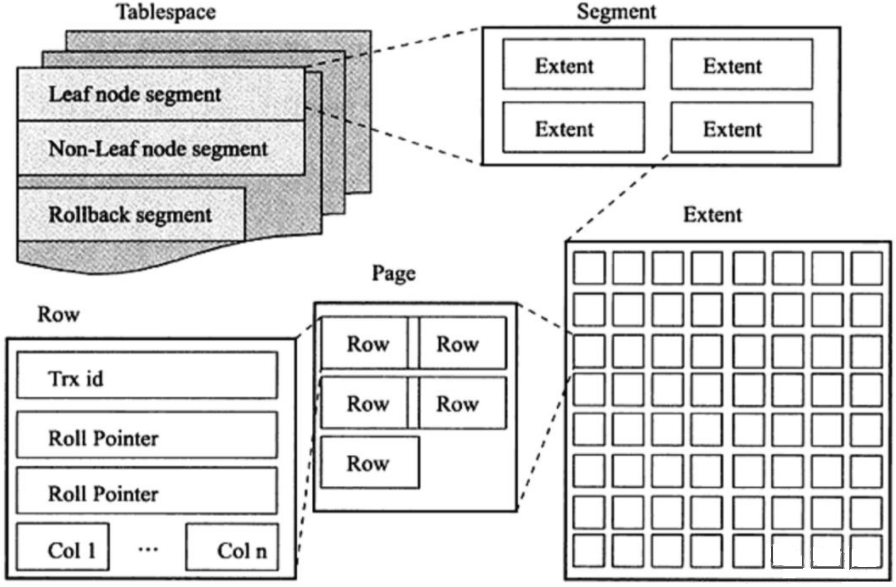 Tablespace
Leaf node segment
Non-Leaf node segment
Rollback segment
Segment
Extent Extent
Extent Extent
Extent
Page
Row Row
Row Row
Row
Row
Trx id
Roll Pointer
Roll Pointer
Col 1 ··· Col n